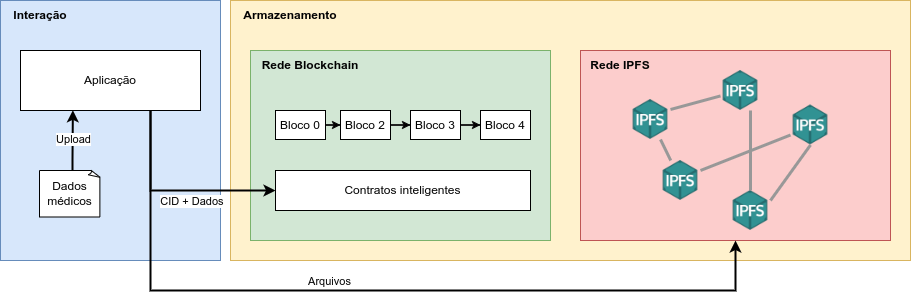 Interação
Armazenamento
Aplicação
Rede Blockchain
Rede IPFS
Bloco 0
Bloco 2
Bloco 3
Bloco 4
IPFS
IPFS
IPFS
IPFS
IPFS
Upload
Dados
médicos
CID + Dados
Contratos inteligentes
Arquivos